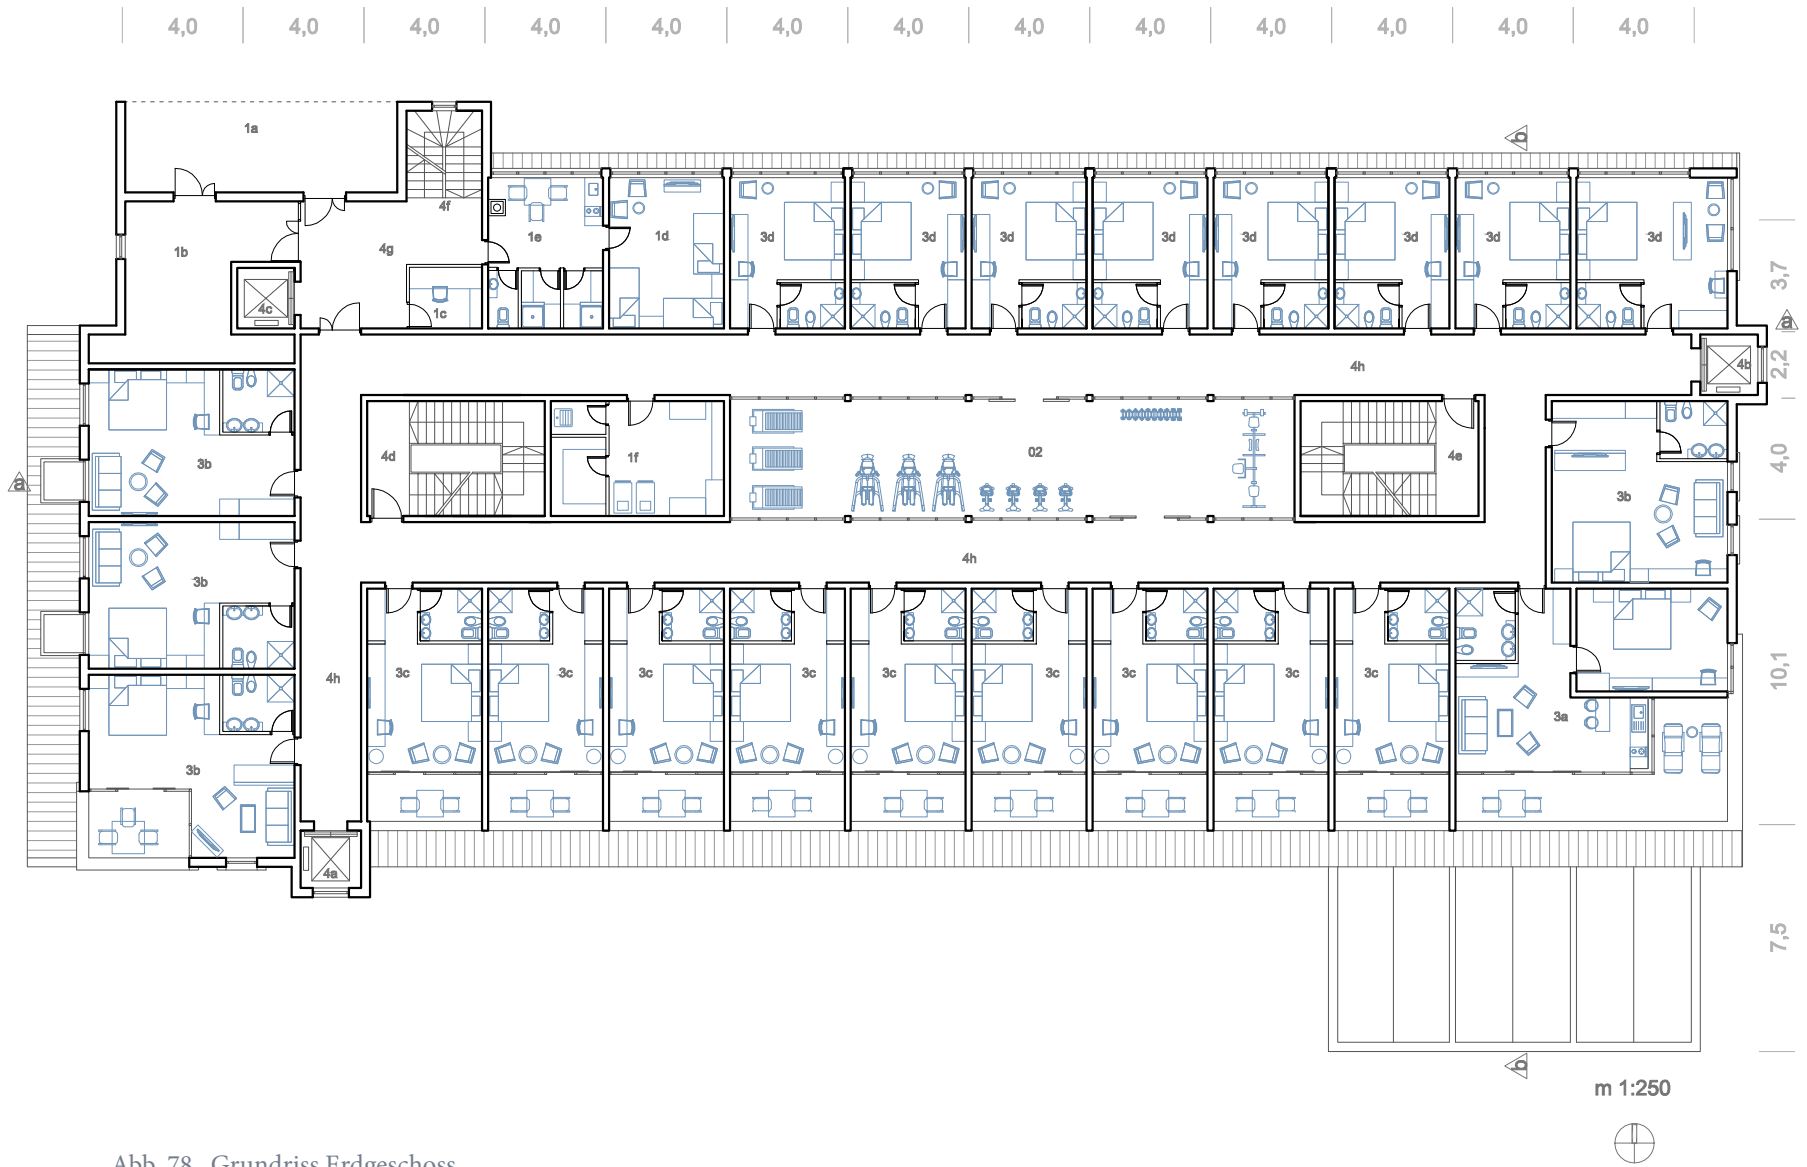 4,0 4,0 4,0 4,0 4,0 4,0 4,0 4,0 4,0 4,0 4,0 4,0 4,0
1a
b
4f
1b 4g 1e 1d 3d 3d 3d 3d 3d 3d 3d 3d
3,7
4c 1c
a
4h 4b 2,2
3b 4d 1f 02 4e 4,0
a
3b
3b 4h
4h 3c 3c 3c 3c 3c 3c 3c 3c 3c 10,1
3a
3b
4a
7,5
b
m 1:250
Abb. 78 Grundriss Erdgeschoss